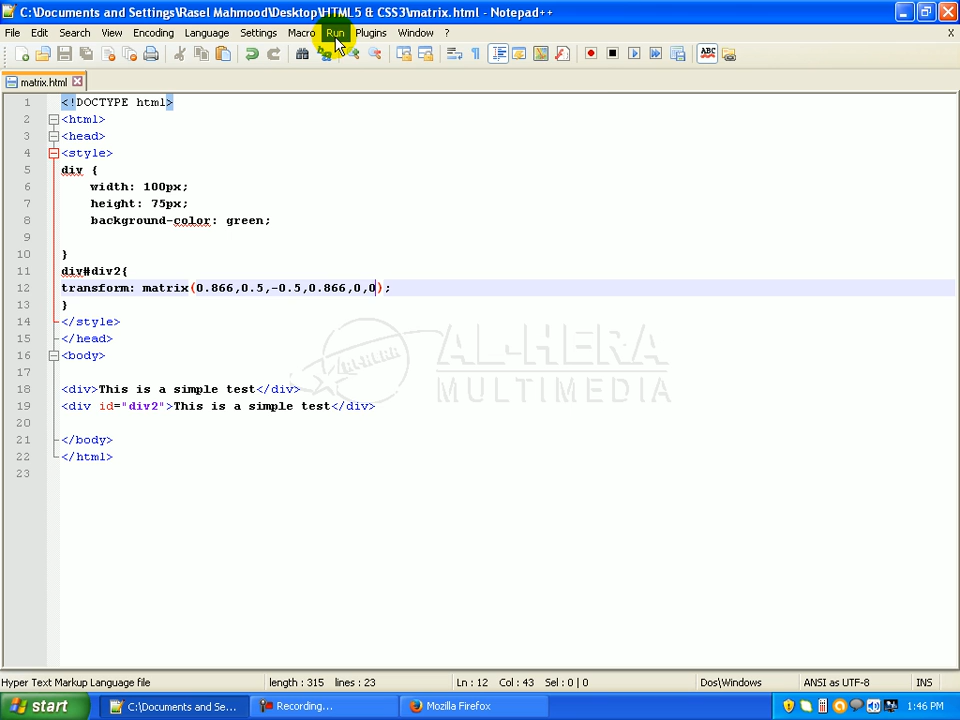 C:\Documents and Settings\Rasel Mahmood\Desktop\HTML5 & CSS3\matrix.html - Notepad++
File Edit Search View Encoding Language Settings Macro Run Plugins Window ? X
ABC
matrix.html
1 <!DOCTYPE html>
2 <html>
3 <head>
4 <style>
5 div {
6 width: 100px;
7 height: 75px;
8 background-color: green;
9
10 }
11 div#div2{
12 transform: matrix(0.866,0.5,-0.5,0.866,0,0);
13 }
14 </style>
15 </head>
16 <body>
17
18 <div>This is a simple test</div>
19 <div id="div2">This is a simple test</div>
20
21 </body>
22 </html>
23
AL-HERA
AL-HERA
MULTIMEDIA
Hyper Text Markup Language file length : 315 lines : 23 Ln : 12 Col : 43 Sel : 0 | 0 Dos\Windows ANSI as UTF-8 INS
start C:\Documents and Se... Recording... Mozilla Firefox 1:46 PM